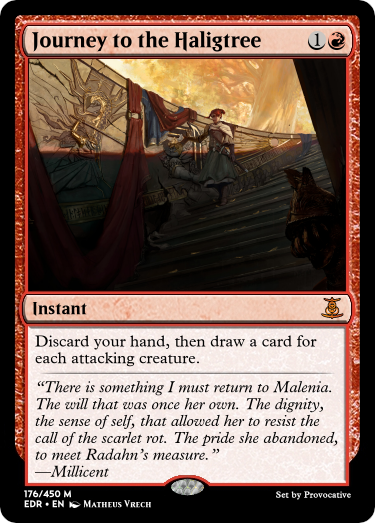 Journey to the Haligtree 1
Instant
Discard your hand, then draw a card for
each attacking creature.
“There is something I must return to Malenia.
The will that was once her own. The dignity,
the sense of self, that allowed her to resist the
call of the scarlet rot. The pride she abandoned,
to meet Radahn’s measure.”
—Millicent
176/450 M
EDR • EN Matheus Vrech
Set by Provocative